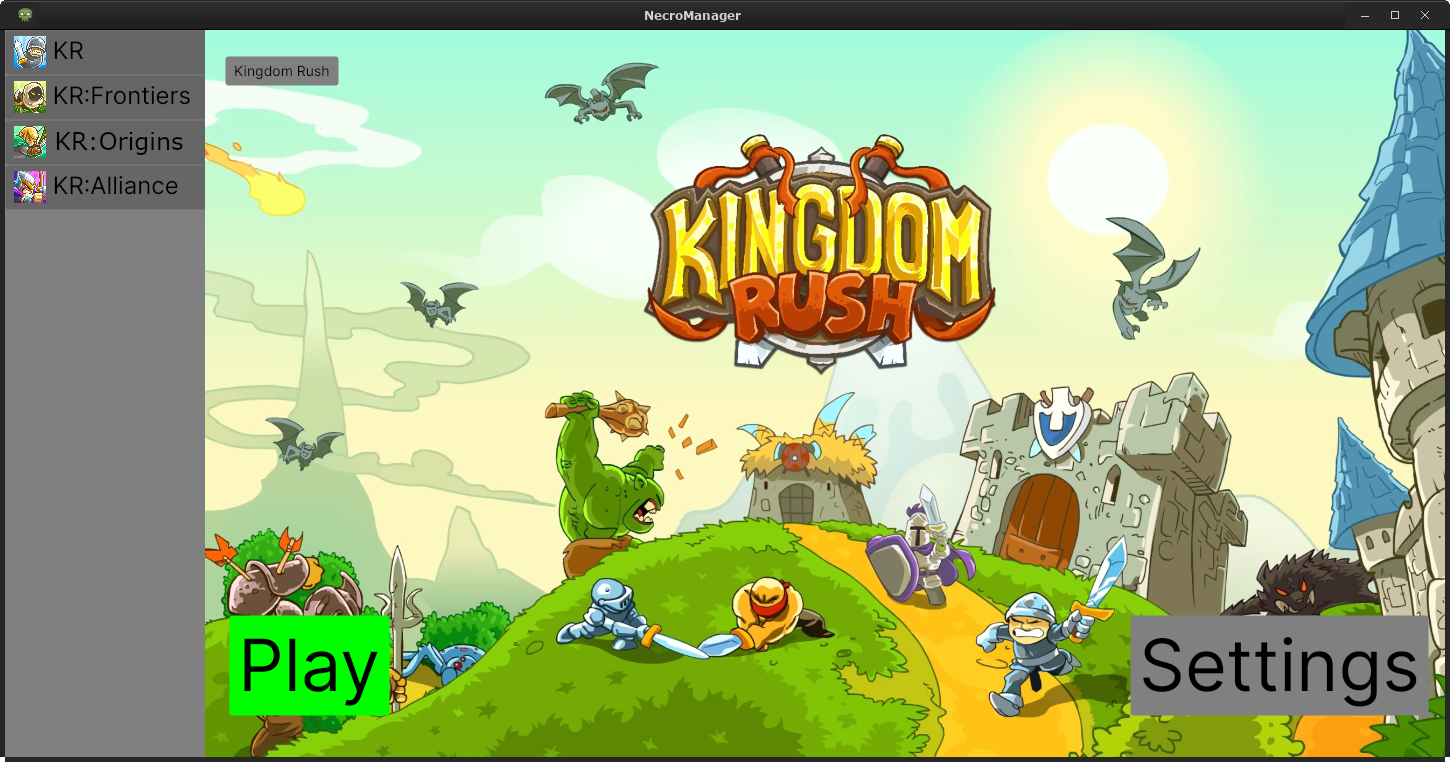 NecroManager
KR
KR:Frontiers
KR:Origins
KR:Alliance
Kingdom Rush
KINGDOM
RUSH
Play
Settings